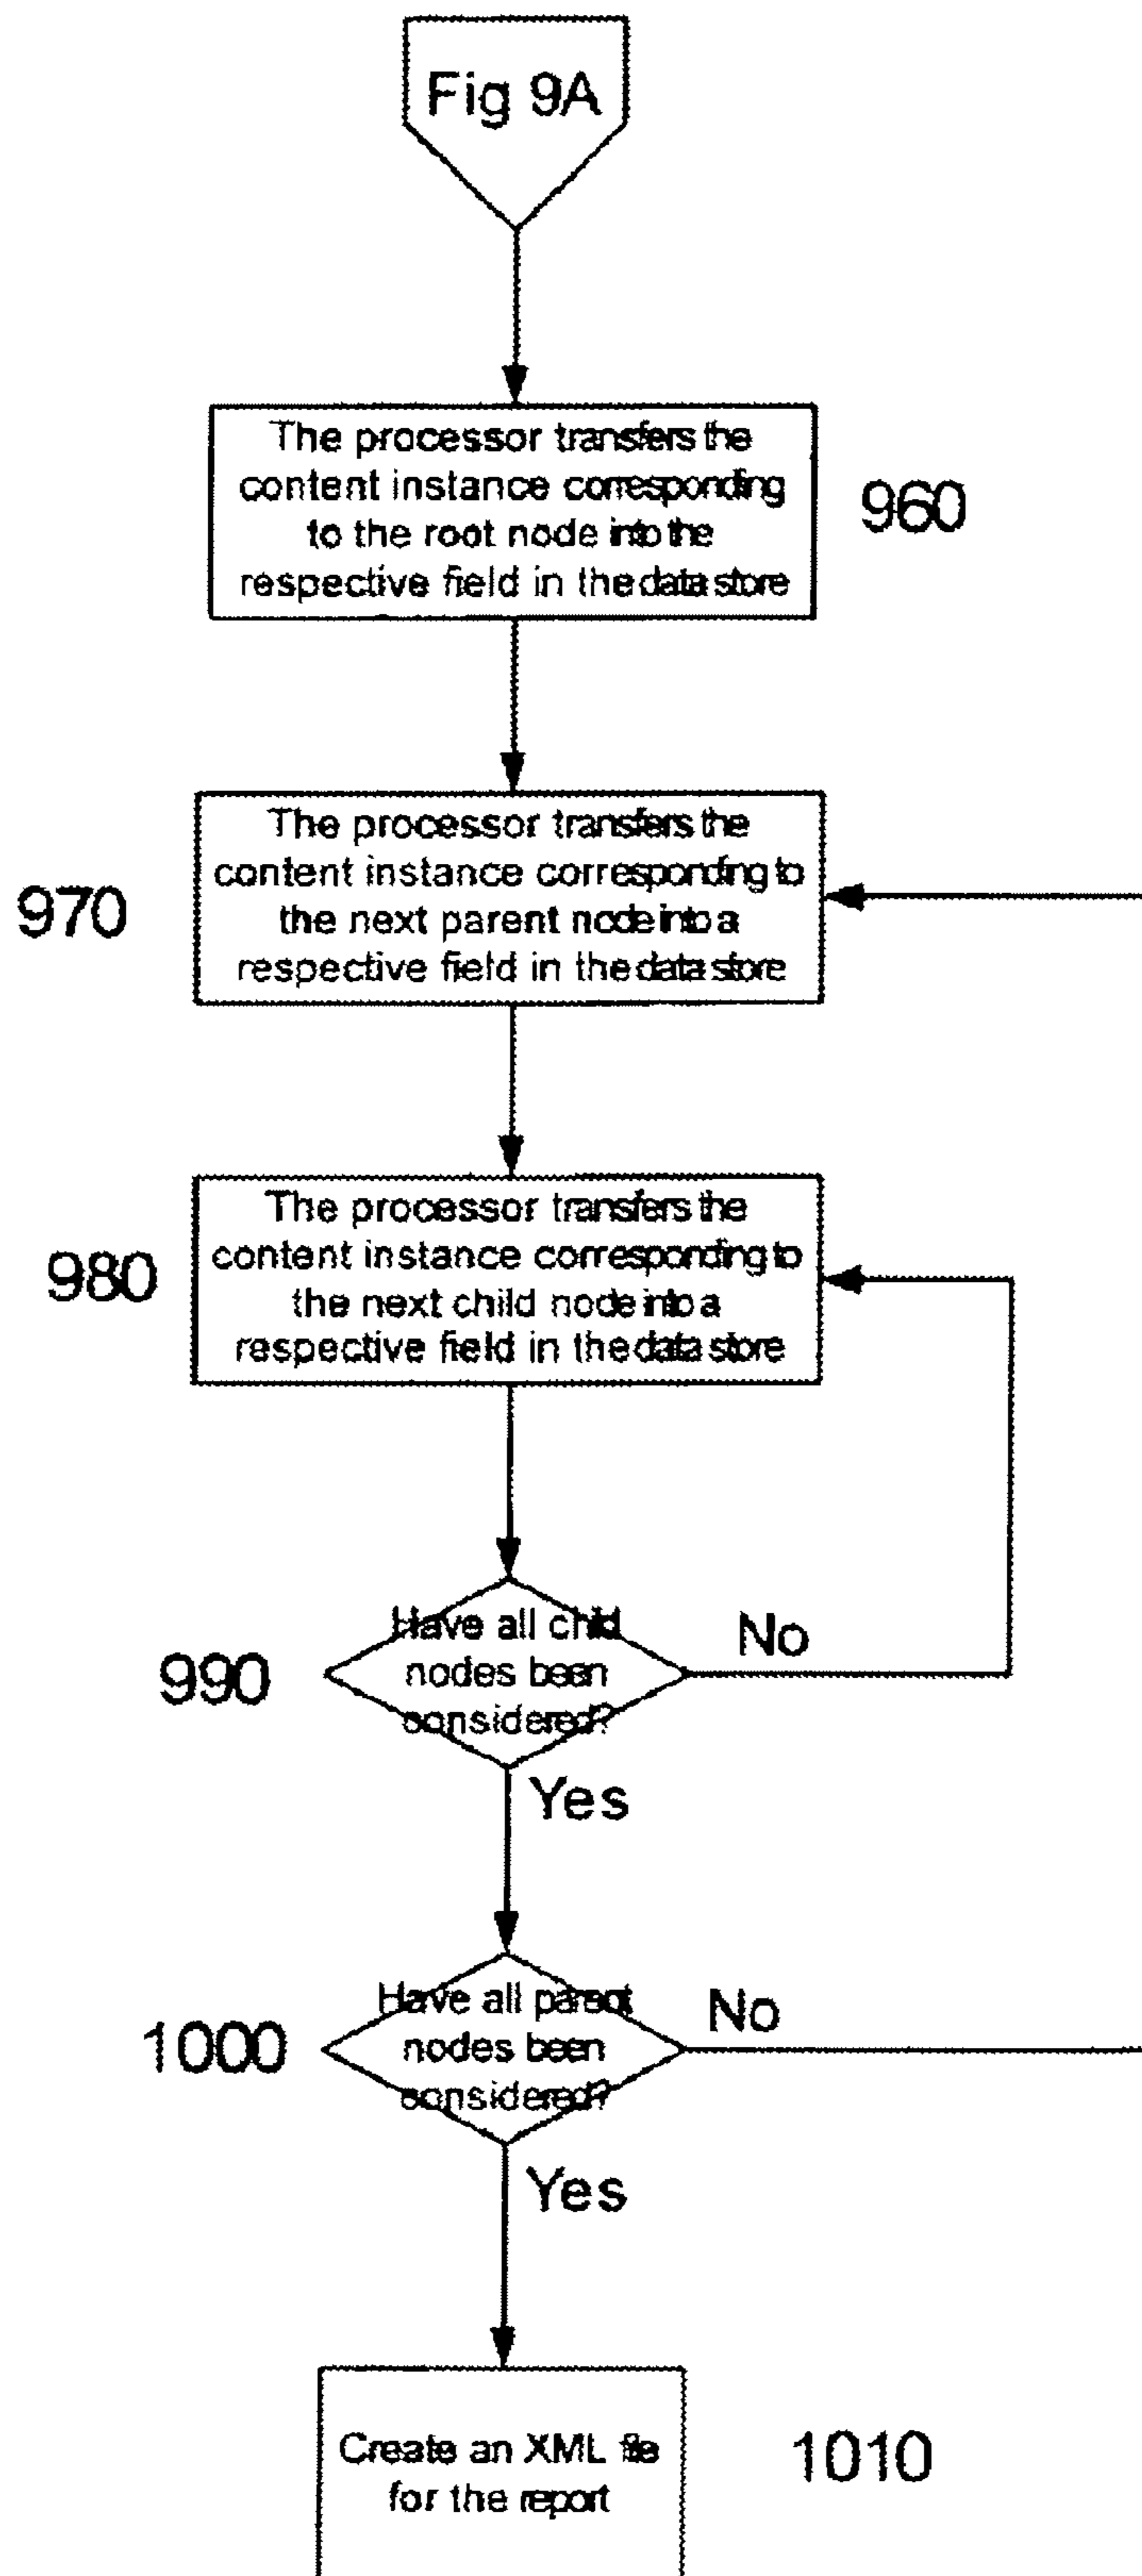 Fig 9A
The processor transfers the
content instance corresponding
to the root node into the
respective field in the data store
960
The processor transfers the
content instance corresponding to
the next parent node into a
respective field in the data store
970
The processor transfers the
content instance corresponding to
the next child node into a
respective field in the data store
980
Have all child
nodes been
considered?
990
No
Yes
Have all parent
nodes been
considered?
1000
No
Yes
Create an XML file
for the report
1010